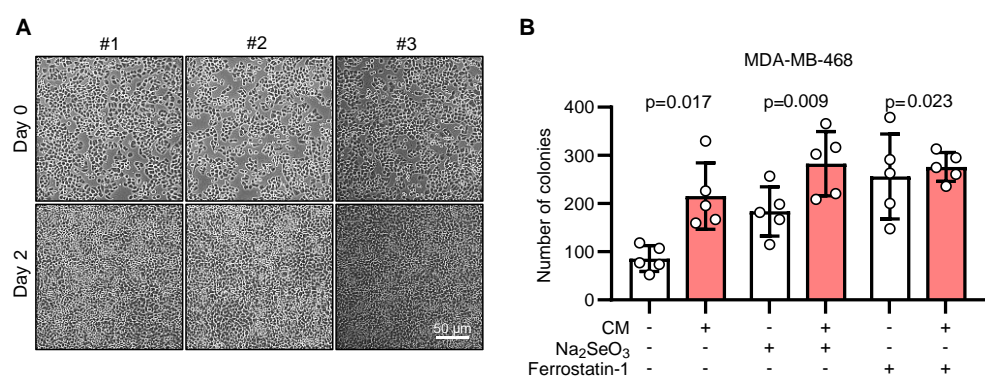 A
#1 #2 #3
Day 0
Day 2
50 µm
B
MDA-MB-468
p=0.017 p=0.009 p=0.023
Number of colonies
400
300
200
100
0
CM - + - + - +
Na₂SeO₃ - - + + - -
Ferrostatin-1 - - - - + +